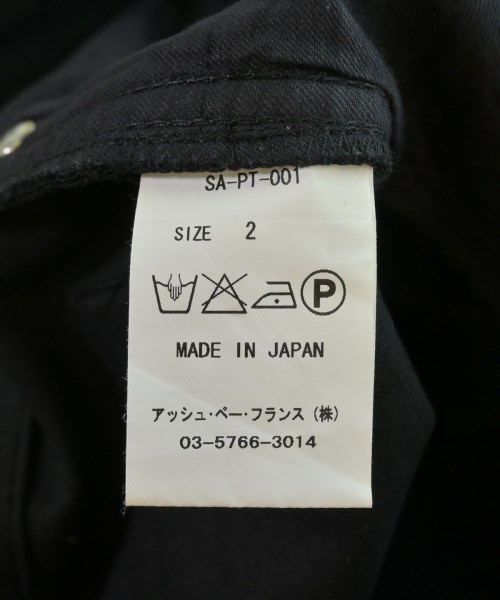 SA-PT-001
SIZE 2
P
MADE IN JAPAN
アッシュ・ペー・フランス(株)
03-5766-3014